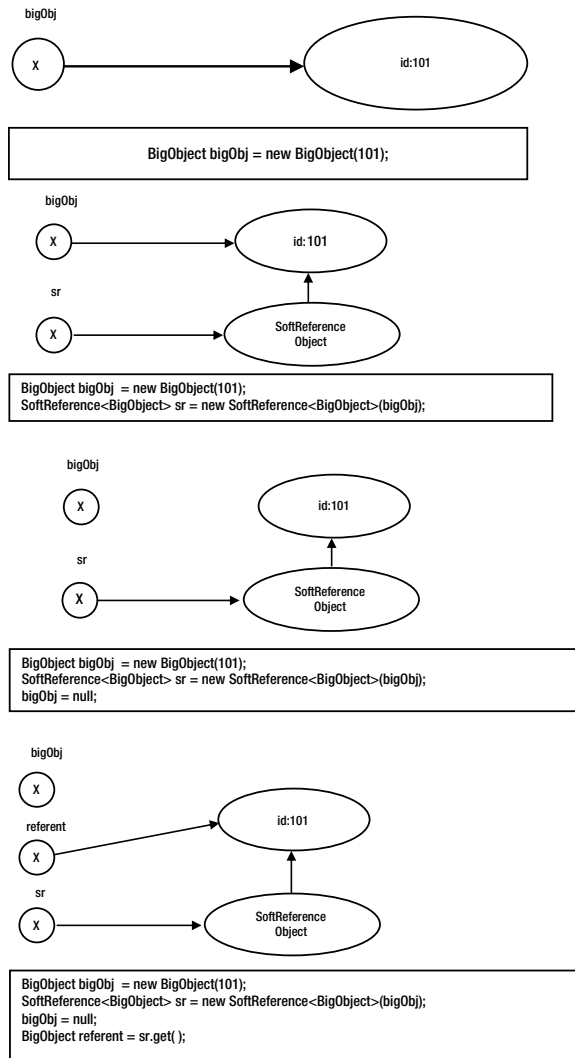 bigObj
X
id:101
BigObject bigObj = new BigObject(101);
bigObj
X
id:101
sr
X
SoftReference
Object
BigObject bigObj  = new BigObject(101);
SoftReference<BigObject> sr = new SoftReference<BigObject>(bigObj);
bigObj
X
id:101
sr
X
SoftReference
Object
BigObject bigObj  = new BigObject(101);
SoftReference<BigObject> sr = new SoftReference<BigObject>(bigObj);
bigObj = null;
bigObj
X
referent
X
id:101
sr
X
SoftReference
Object
BigObject bigObj  = new BigObject(101);
SoftReference<BigObject> sr = new SoftReference<BigObject>(bigObj);
bigObj = null;
BigObject referent = sr.get( );